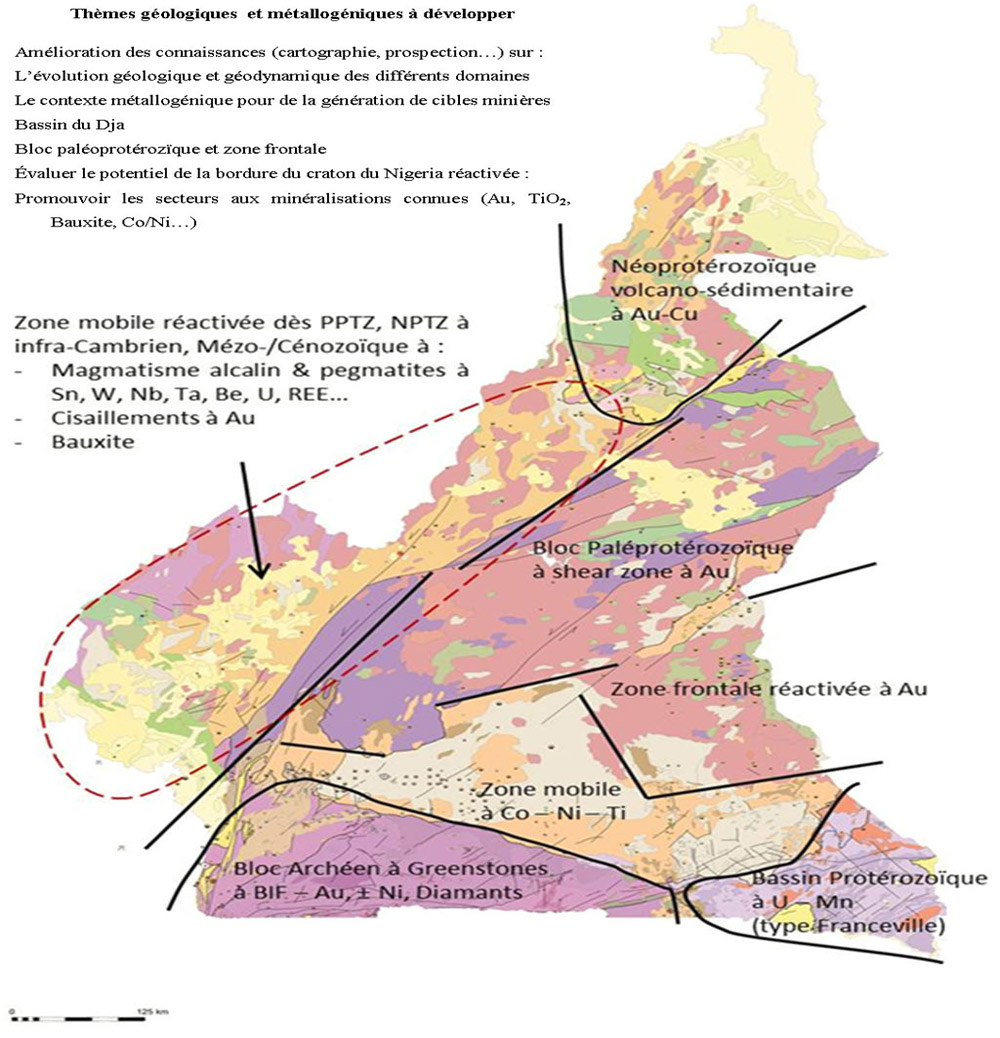 Thèmes géologiques et métallogéniques à développer
Amélioration des connaissances (cartographie, prospection…) sur :
L’évolution géologique et géodynamique des différents domaines
Le contexte métallogénique pour de la génération de cibles minières
Bassin du Dja
Bloc paléoprotérozïque et zone frontale
Évaluer le potentiel de la bordure du craton du Nigeria réactivée :
Promouvoir les secteurs aux minéralisations connues (Au, TiO₂,
Bauxite, Co/Ni…)
Néoprotérozoïque
volcano-sédimentaire
à Au-Cu
Zone mobile réactivée dès PPTZ, NPTZ à
infra-Cambrien, Mézo-/Cénozoïque à :
- Magmatisme alcalin & pegmatites à
Sn, W, Nb, Ta, Be, U, REE...
- Cisaillements à Au
- Bauxite
Bloc Paléprotérozoïque
à shear zone à Au
Zone frontale réactivée à Au
Zone mobile
à Co – Ni – Ti
Bloc Archéen à Greenstones
à BIF – Au, ± Ni, Diamants
Bassin Protérozoïque
à U – Mn
(type Franceville)
0 125 km